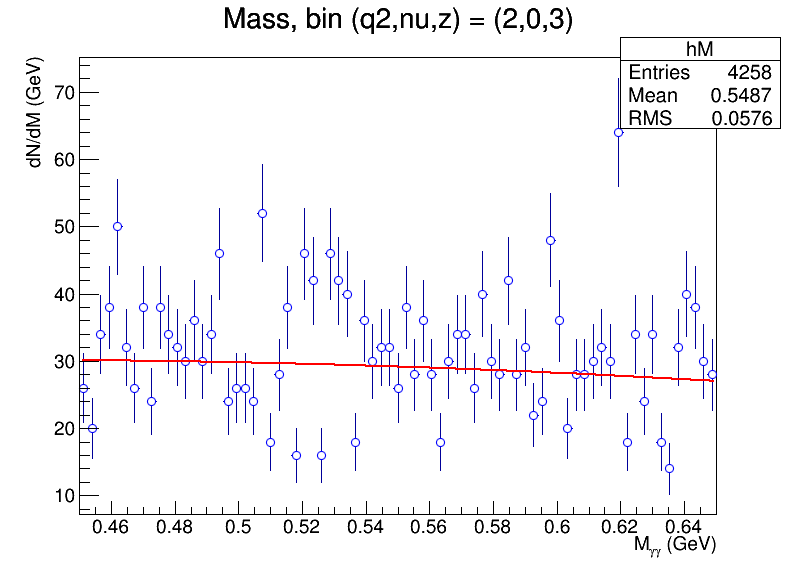 Mass, bin (q2,nu,z) = (2,0,3)
hM
Entries 4258
Mean 0.5487
RMS 0.0576
dN/dM (GeV)
70
60
50
40
30
20
10
0.46 0.48 0.5 0.52 0.54 0.56 0.58 0.6 0.62 0.64
Mγγ (GeV)